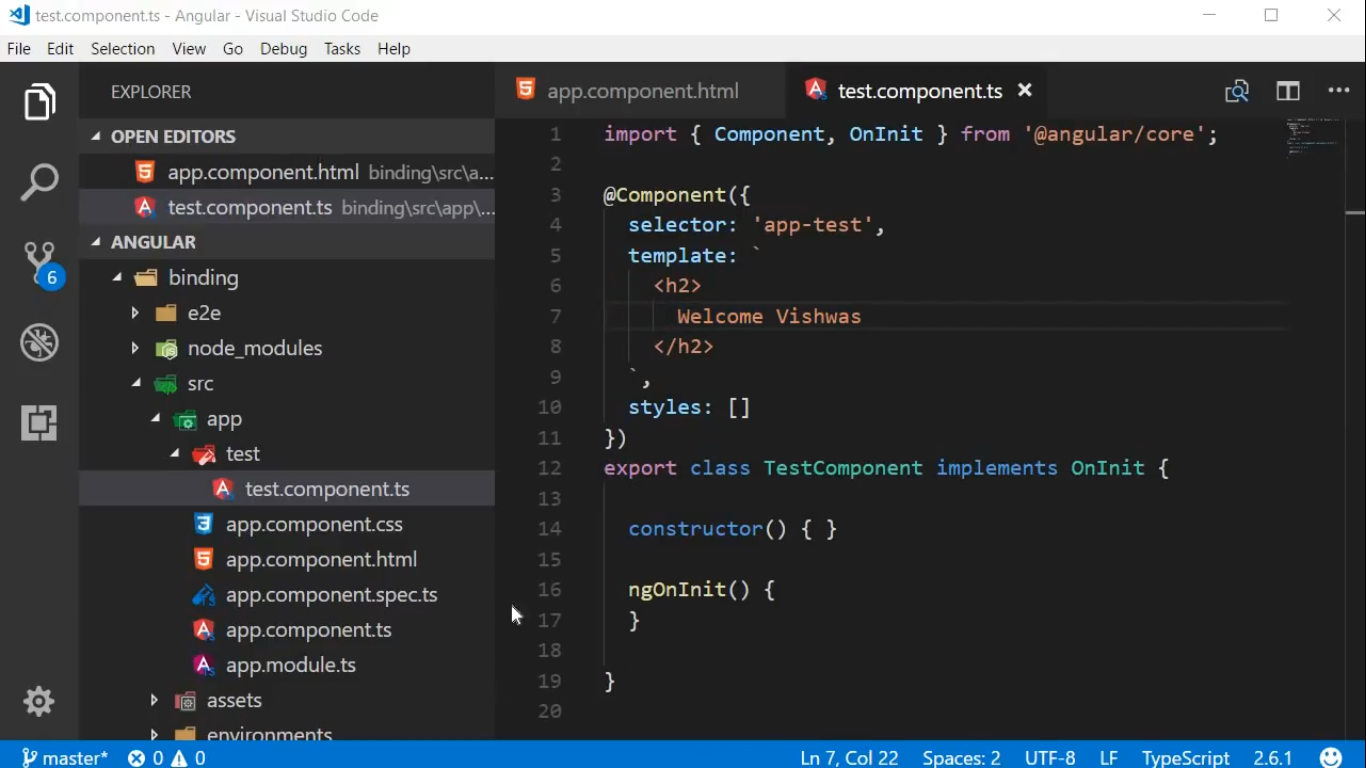 test.component.ts - Angular - Visual Studio Code
File Edit Selection View Go Debug Tasks Help
EXPLORER
OPEN EDITORS
app.component.html binding\src\a...
test.component.ts binding\src\app\...
ANGULAR
binding
e2e
node_modules
src
app
test
test.component.ts
app.component.css
app.component.html
app.component.spec.ts
app.component.ts
app.module.ts
assets
environments
6
app.component.html
test.component.ts
1 import { Component, OnInit } from '@angular/core';
2
3 @Component({
4   selector: 'app-test',
5   template: `
6     <h2>
7       Welcome Vishwas
8     </h2>
9   `,
10   styles: []
11 })
12 export class TestComponent implements OnInit {
13
14   constructor() { }
15
16   ngOnInit() {
17   }
18
19 }
20
master* 0 0 Ln 7, Col 22 Spaces: 2 UTF-8 LF TypeScript 2.6.1